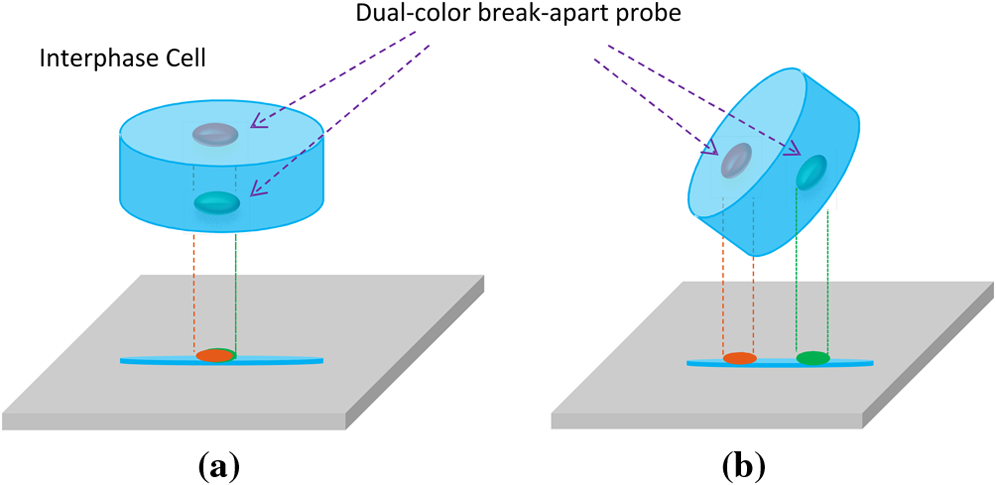 Dual-color break-apart probe
Interphase Cell
(a)
(b)